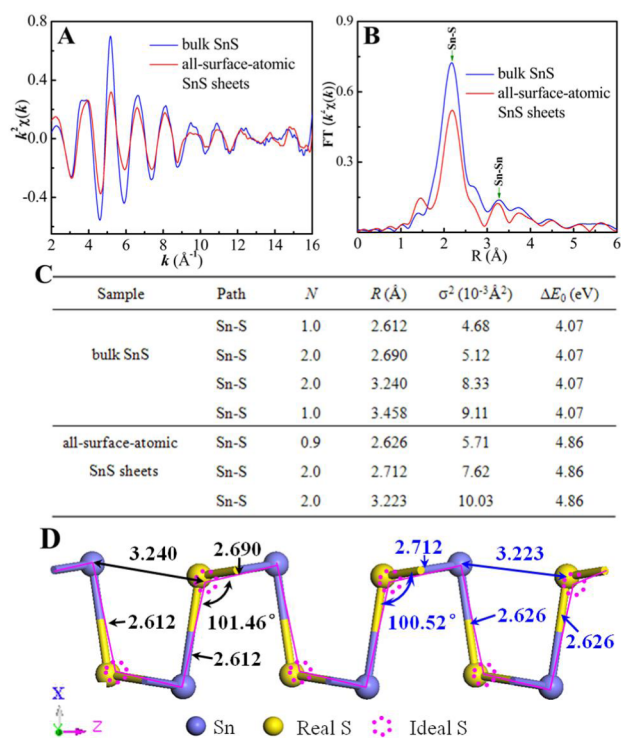 A
bulk SnS
all-surface-atomic
SnS sheets
k²χ(k)
0.8
0.4
0.0
-0.4
2 4 6 8 10 12 14 16
k (Å⁻¹)
B
Sn-S
bulk SnS
all-surface-atomic
SnS sheets
Sn-Sn
FT (k²χ(k))
0.9
0.6
0.3
0 1 2 3 4 5 6
R (Å)
C
Sample Path N R (Å) σ² (10⁻³Å²) ΔE₀ (eV)
Sn-S 1.0 2.612 4.68 4.07
bulk SnS Sn-S 2.0 2.690 5.12 4.07
Sn-S 2.0 3.240 8.33 4.07
Sn-S 1.0 3.458 9.11 4.07
all-surface-atomic Sn-S 0.9 2.626 5.71 4.86
SnS sheets Sn-S 2.0 2.712 7.62 4.86
Sn-S 2.0 3.223 10.03 4.86
D
3.240 2.690 2.712 3.223
2.612 101.46° 100.52° 2.626
2.612 2.626
X
Z
Sn Real S Ideal S